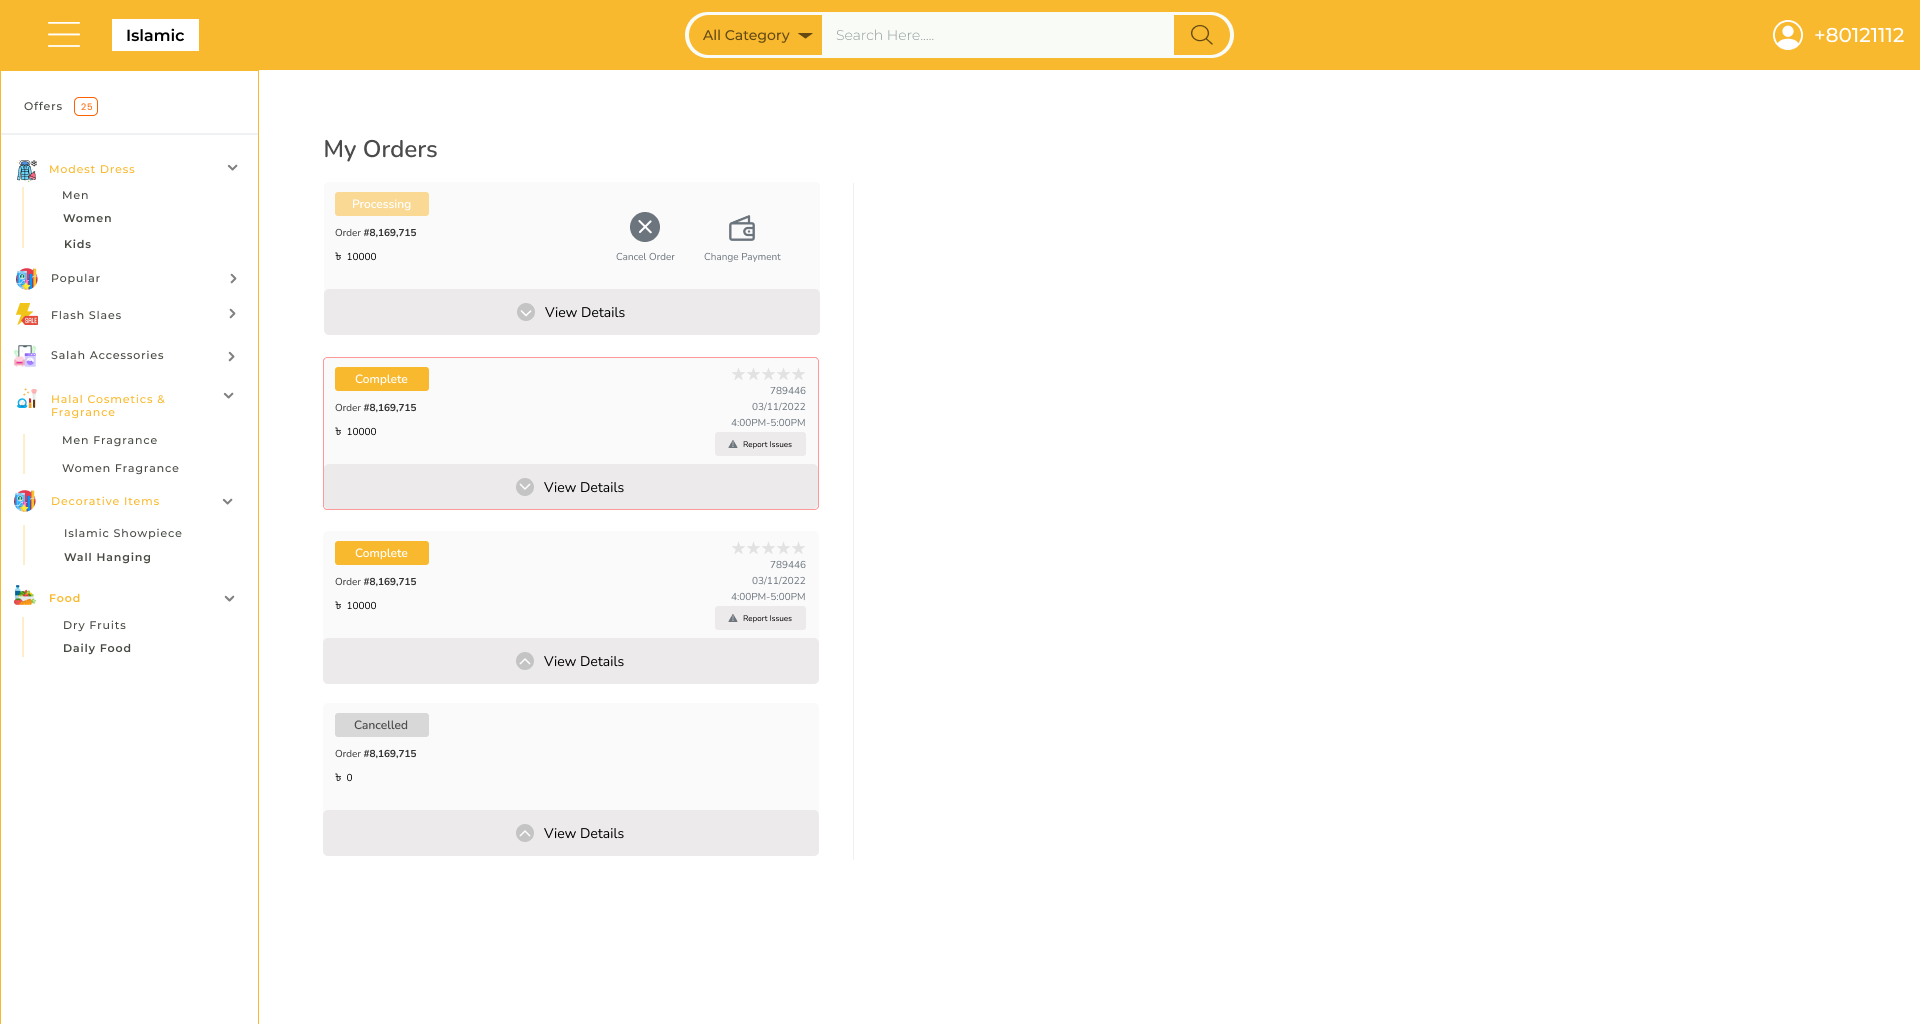 Islamic
All Category
Search Here.....
+80121112
Offers 25
Modest Dress
Men
Women
Kids
Popular
Flash Slaes
SALE
Salah Accessories
Halal Cosmetics &
Fragrance
Men Fragrance
Women Fragrance
Decorative Items
Islamic Showpiece
Wall Hanging
Food
Dry Fruits
Daily Food
My Orders
Processing
Order #8,169,715
৳ 10000
Cancel Order
Change Payment
View Details
Complete
Order #8,169,715
৳ 10000
789446
03/11/2022
4:00PM-5:00PM
Report Issues
View Details
Complete
Order #8,169,715
৳ 10000
789446
03/11/2022
4:00PM-5:00PM
Report Issues
View Details
Cancelled
Order #8,169,715
৳ 0
View Details